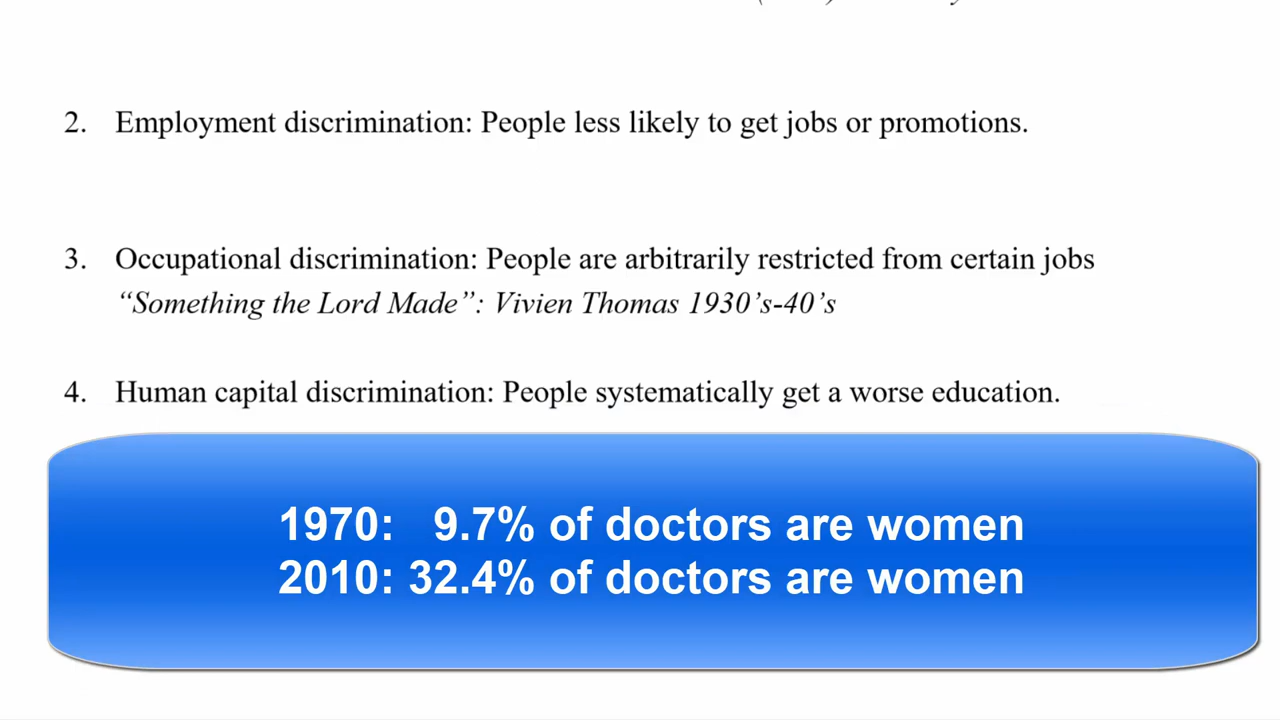 2. Employment discrimination: People less likely to get jobs or promotions.
3. Occupational discrimination: People are arbitrarily restricted from certain jobs
“Something the Lord Made”: Vivien Thomas 1930’s-40’s
4. Human capital discrimination: People systematically get a worse education.
1970: 9.7% of doctors are women
2010: 32.4% of doctors are women